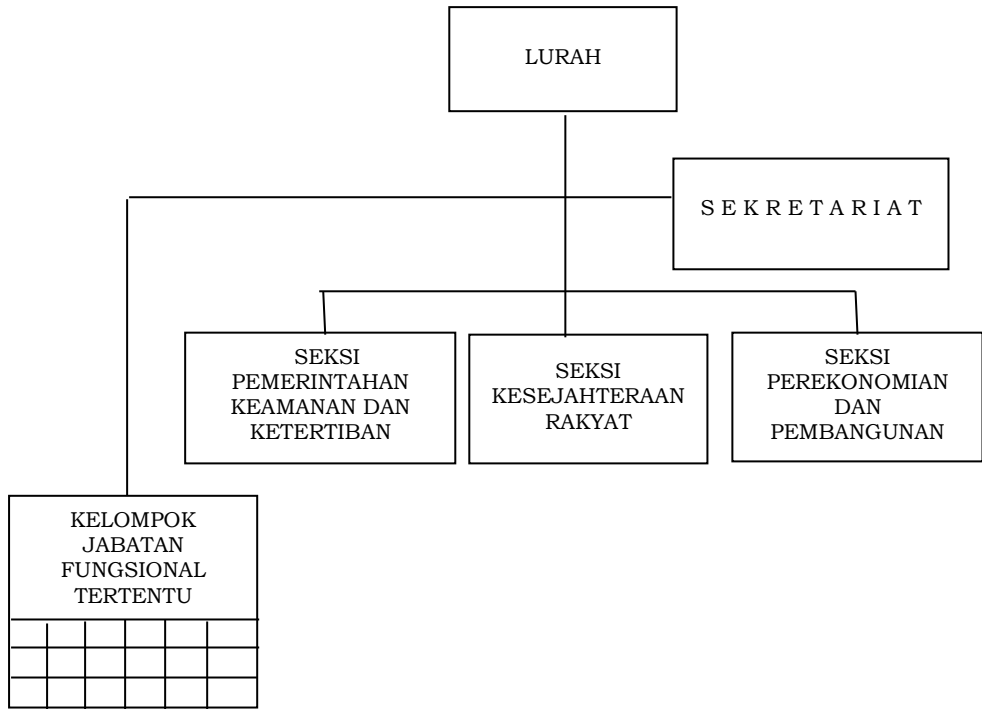 LURAH
S E K R E T A R I A T
SEKSI
PEMERINTAHAN
KEAMANAN DAN
KETERTIBAN
SEKSI
KESEJAHTERAAN
RAKYAT
SEKSI
PEREKONOMIAN
DAN
PEMBANGUNAN
KELOMPOK
JABATAN
FUNGSIONAL
TERTENTU